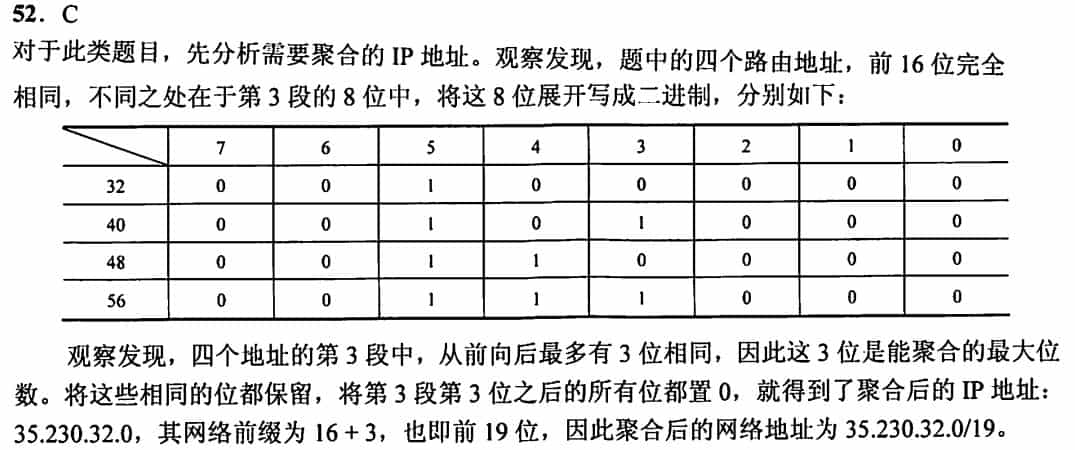 52. C
对于此类题目，先分析需要聚合的 IP 地址。观察发现，题中的四个路由地址，前 16 位完全
相同，不同之处在于第 3 段的 8 位中，将这 8 位展开写成二进制，分别如下：
7 6 5 4 3 2 1 0
32 0 0 1 0 0 0 0 0
40 0 0 1 0 1 0 0 0
48 0 0 1 1 0 0 0 0
56 0 0 1 1 1 0 0 0
观察发现，四个地址的第 3 段中，从前向后最多有 3 位相同，因此这 3 位是能聚合的最大位
数。将这些相同的位都保留，将第 3 段第 3 位之后的所有位都置 0，就得到了聚合后的 IP 地址：
35.230.32.0，其网络前缀为 16 + 3，也即前 19 位，因此聚合后的网络地址为 35.230.32.0/19。